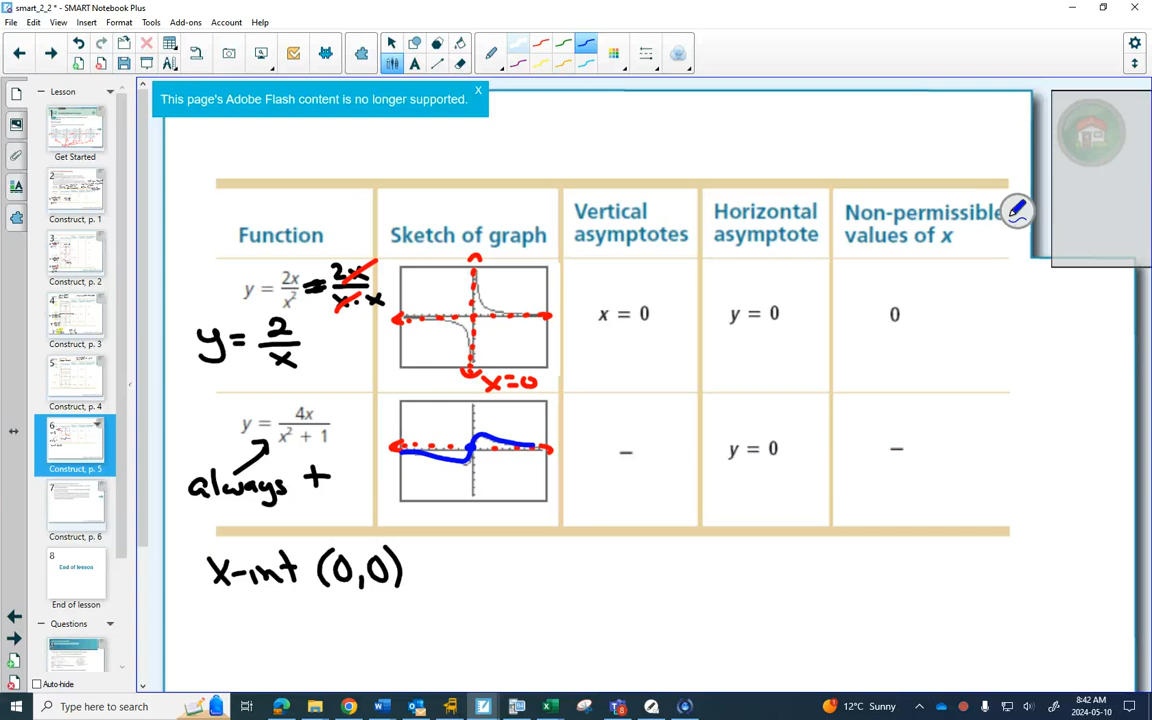 smart_2_2 * - SMART Notebook Plus
File Edit View Insert Format Tools Add-ons Account Help
This page's Adobe Flash content is no longer supported. X
Lesson
Get Started
2
Construct, p. 1
3
Construct, p. 2
4
Construct, p. 3
5
Construct, p. 4
6
Construct, p. 5
7
Construct, p. 6
8
End of lesson
End of lesson
Questions
Auto-hide
Function Sketch of graph Vertical asymptotes Horizontal asymptote Non-permissible values of x
y = 2x/x² = 2x/x·x
y = 2/x
x=0
x = 0 y = 0 0
y = 4x/x² + 1
always +
– y = 0 –
x-int (0,0)
Type here to search
12°C Sunny
8:42 AM
2024-05-10